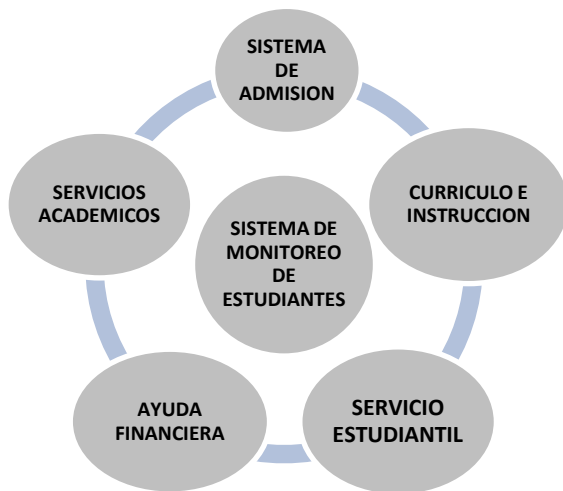 SISTEMA
DE
ADMISION
SERVICIOS
ACADEMICOS
CURRICULO E
INSTRUCCION
SISTEMA DE
MONITOREO
DE
ESTUDIANTES
AYUDA
FINANCIERA
SERVICIO
ESTUDIANTIL